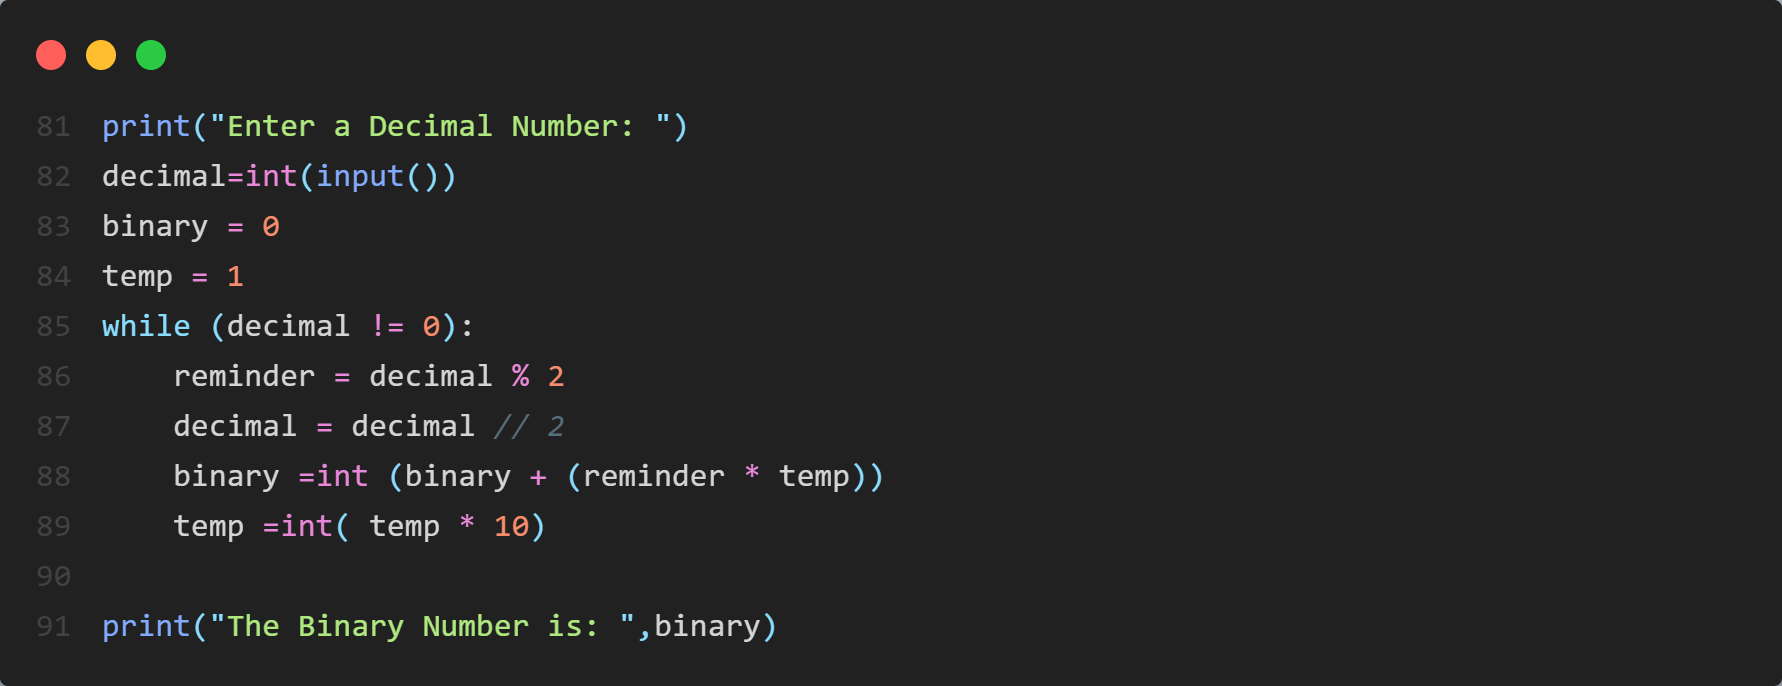 81 print("Enter a Decimal Number: ")
82 decimal=int(input())
83 binary = 0
84 temp = 1
85 while (decimal != 0):
86     reminder = decimal % 2
87     decimal = decimal // 2
88     binary =int (binary + (reminder * temp))
89     temp =int( temp * 10)
90
91 print("The Binary Number is: ",binary)